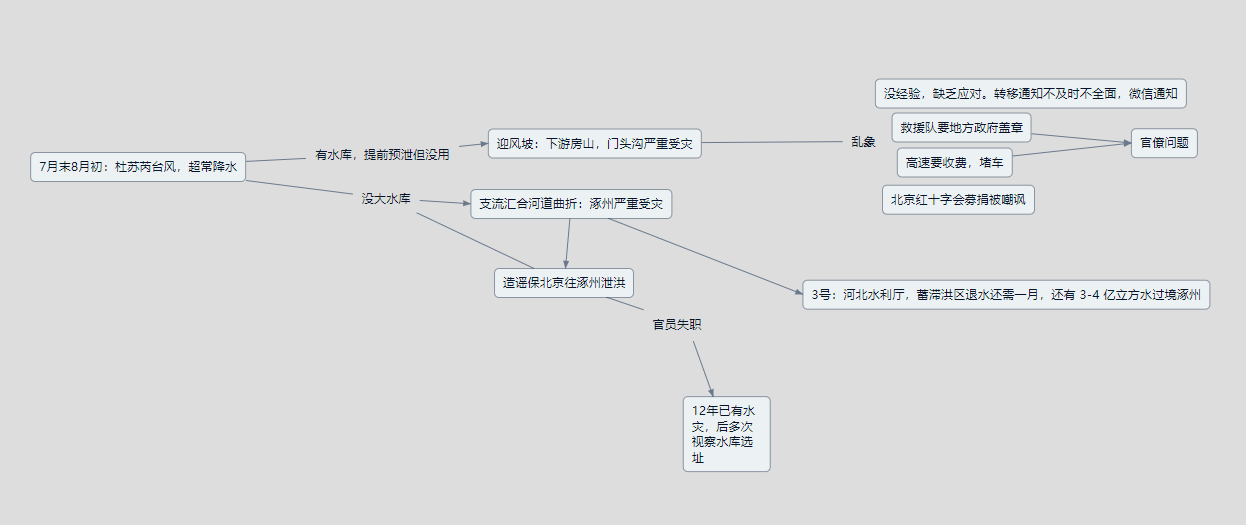 没经验，缺乏应对。转移通知不及时不全面，微信通知
救援队要地方政府盖章
官僚问题
乱象
迎风坡：下游房山，门头沟严重受灾
有水库，提前预泄但没用
高速要收费，堵车
7月末8月初：杜苏芮台风，超常降水
没大水库
支流汇合河道曲折：涿州严重受灾
北京红十字会募捐被嘲讽
造谣保北京往涿州泄洪
3号：河北水利厅，蓄滞洪区退水还需一月，还有 3-4 亿立方水过境涿州
官员失职
12年已有水
灾，后多次
视察水库选
址